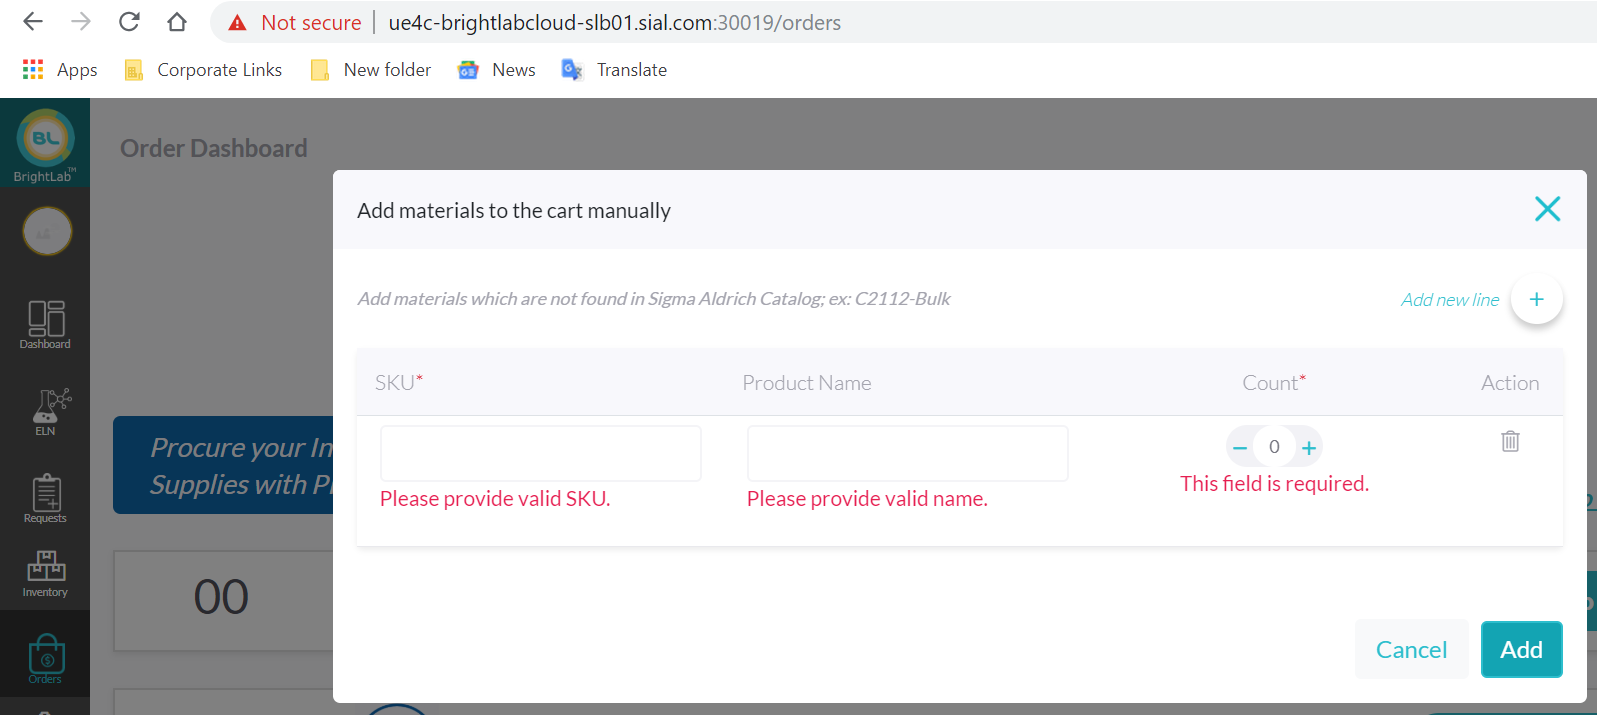 Not secure ue4c-brightlabcloud-slb01.sial.com:30019/orders
Apps Corporate Links New folder News Translate
BL
BrightLab™
Order Dashboard
Add materials to the cart manually
Add materials which are not found in Sigma Aldrich Catalog; ex: C2112-Bulk
Add new line +
SKU* Product Name Count* Action
− 0 +
Please provide valid SKU. Please provide valid name. This field is required.
Cancel Add
Dashboard
ELN
Requests
Inventory
Orders
Procure your In
Supplies with
00